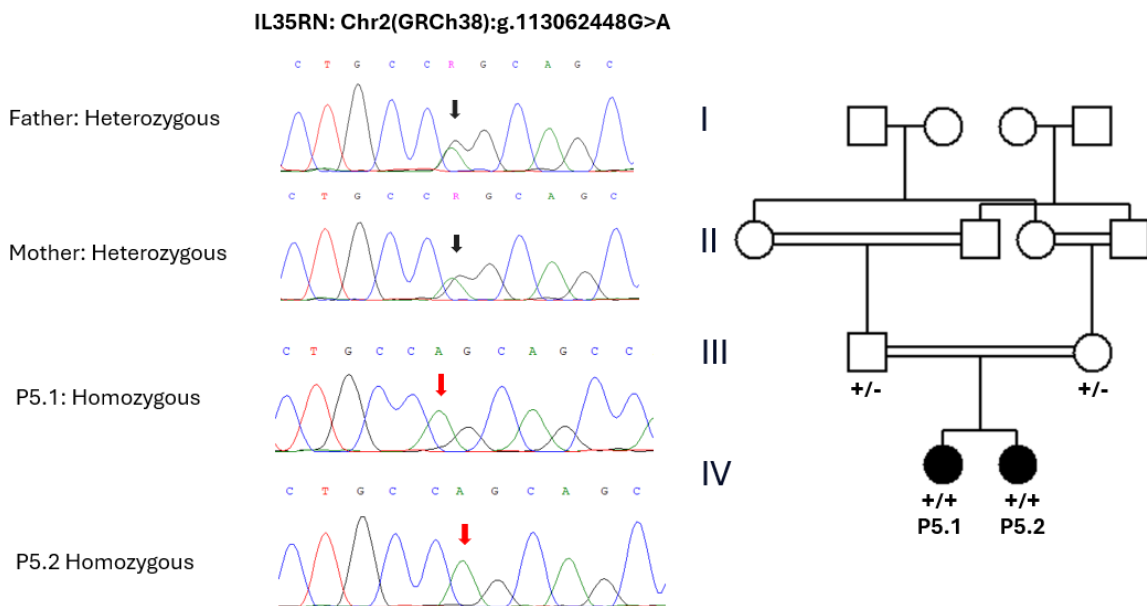 IL35RN: Chr2(GRCh38):g.113062448G>A
C T G C C R G C A G C
Father: Heterozygous
I
C T G C C R G C A G C
Mother: Heterozygous
II
C T G C C A G C A G C C
P5.1: Homozygous
III
+/- +/-
C T G C C A G C A G C
P5.2 Homozygous
IV
+/+ +/+
P5.1 P5.2